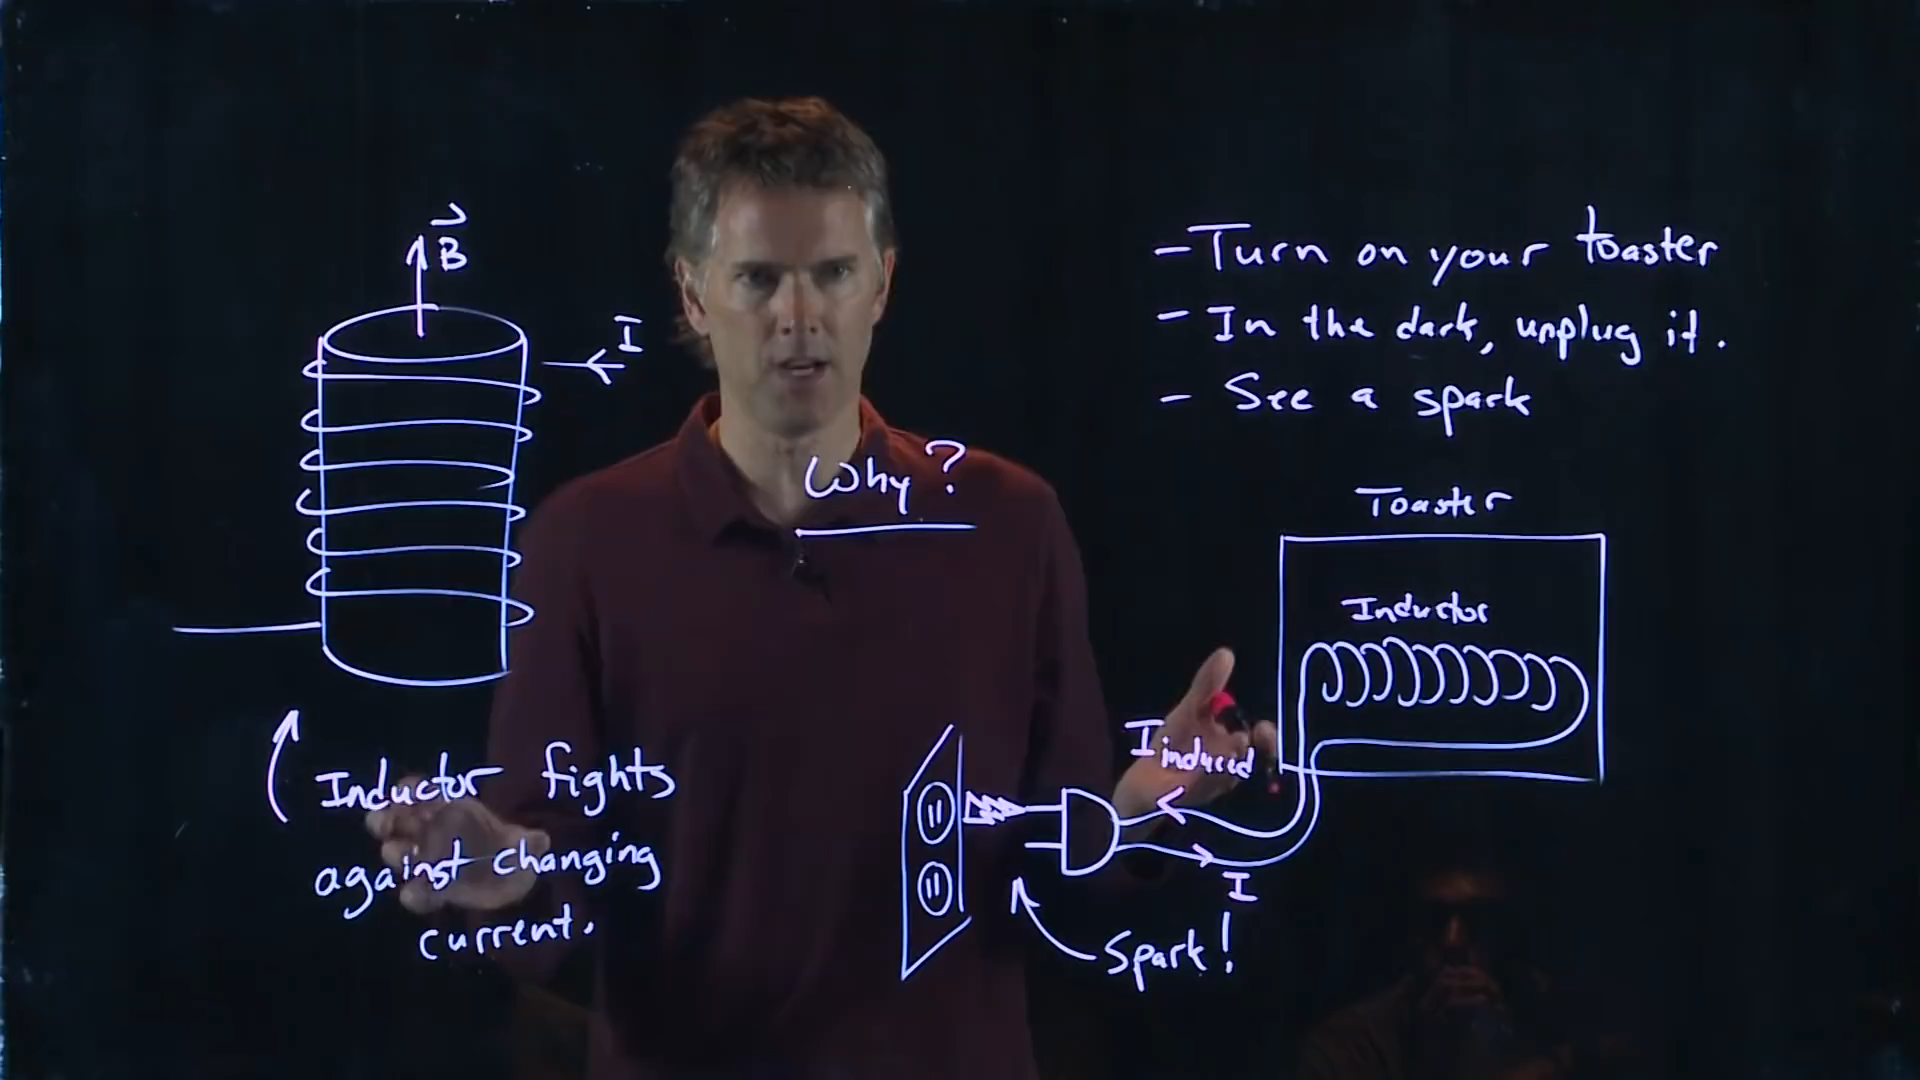 B
I
Inductor fights
against changing
current.
Why?
- Turn on your toaster
- In the dark, unplug it.
- See a spark
Toaster
Inductor
I induced
I
Spark!